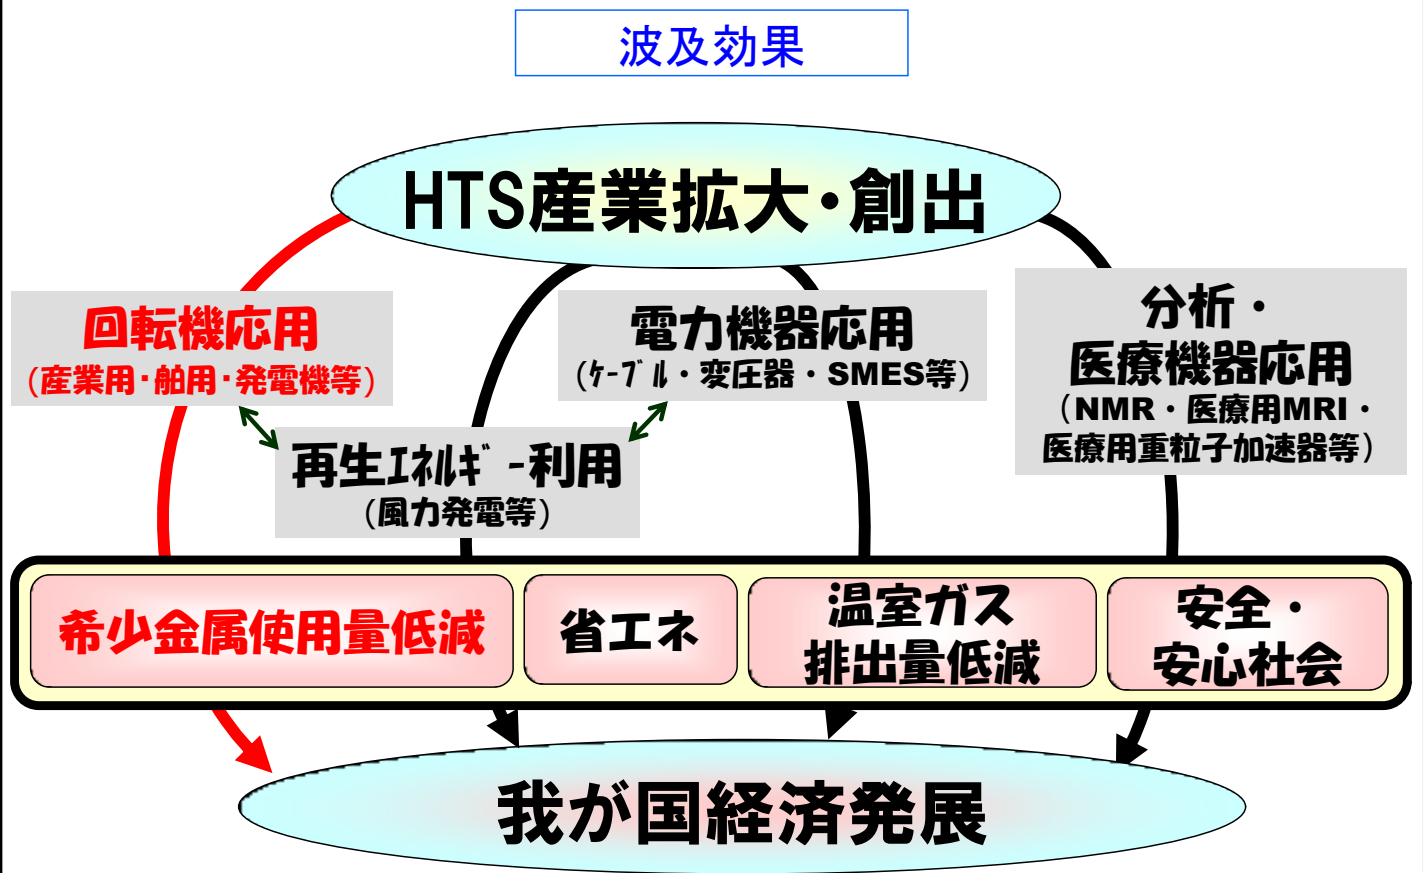 波及効果
HTS産業拡大・創出
回転機応用
(産業用・舶用・発電機等)
電力機器応用
(ｹｰﾌﾞﾙ・変圧器・SMES等)
分析・
医療機器応用
（NMR・医療用MRI・
医療用重粒子加速器等）
再生ｴﾈﾙｷﾞｰ利用
(風力発電等)
希少金属使用量低減
省エネ
温室ガス
排出量低減
安全・
安心社会
我が国経済発展